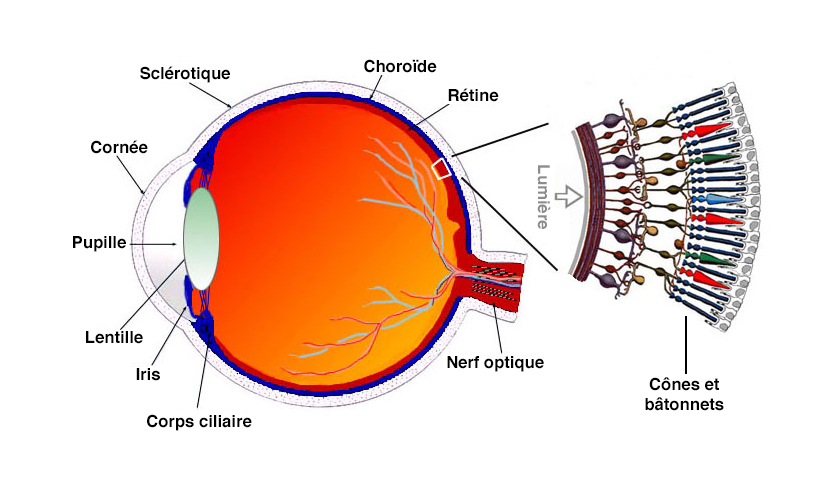 Choroïde
Sclérotique
Rétine
Cornée
Lumière
Pupille
Lentille
Nerf optique
Iris
Cônes et
bâtonnets
Corps ciliaire